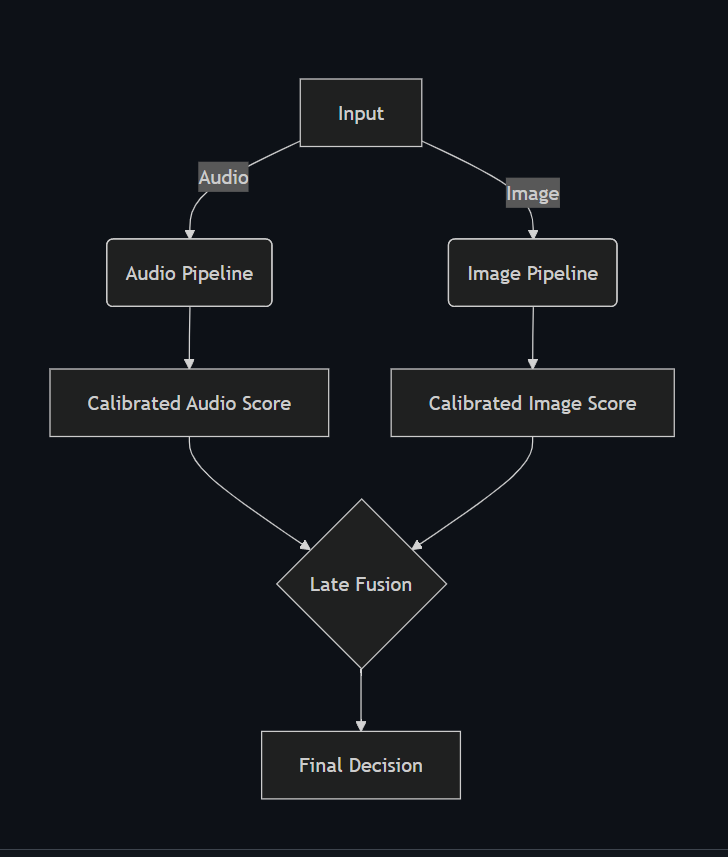 Input
Audio
Image
Audio Pipeline
Image Pipeline
Calibrated Audio Score
Calibrated Image Score
Late Fusion
Final Decision